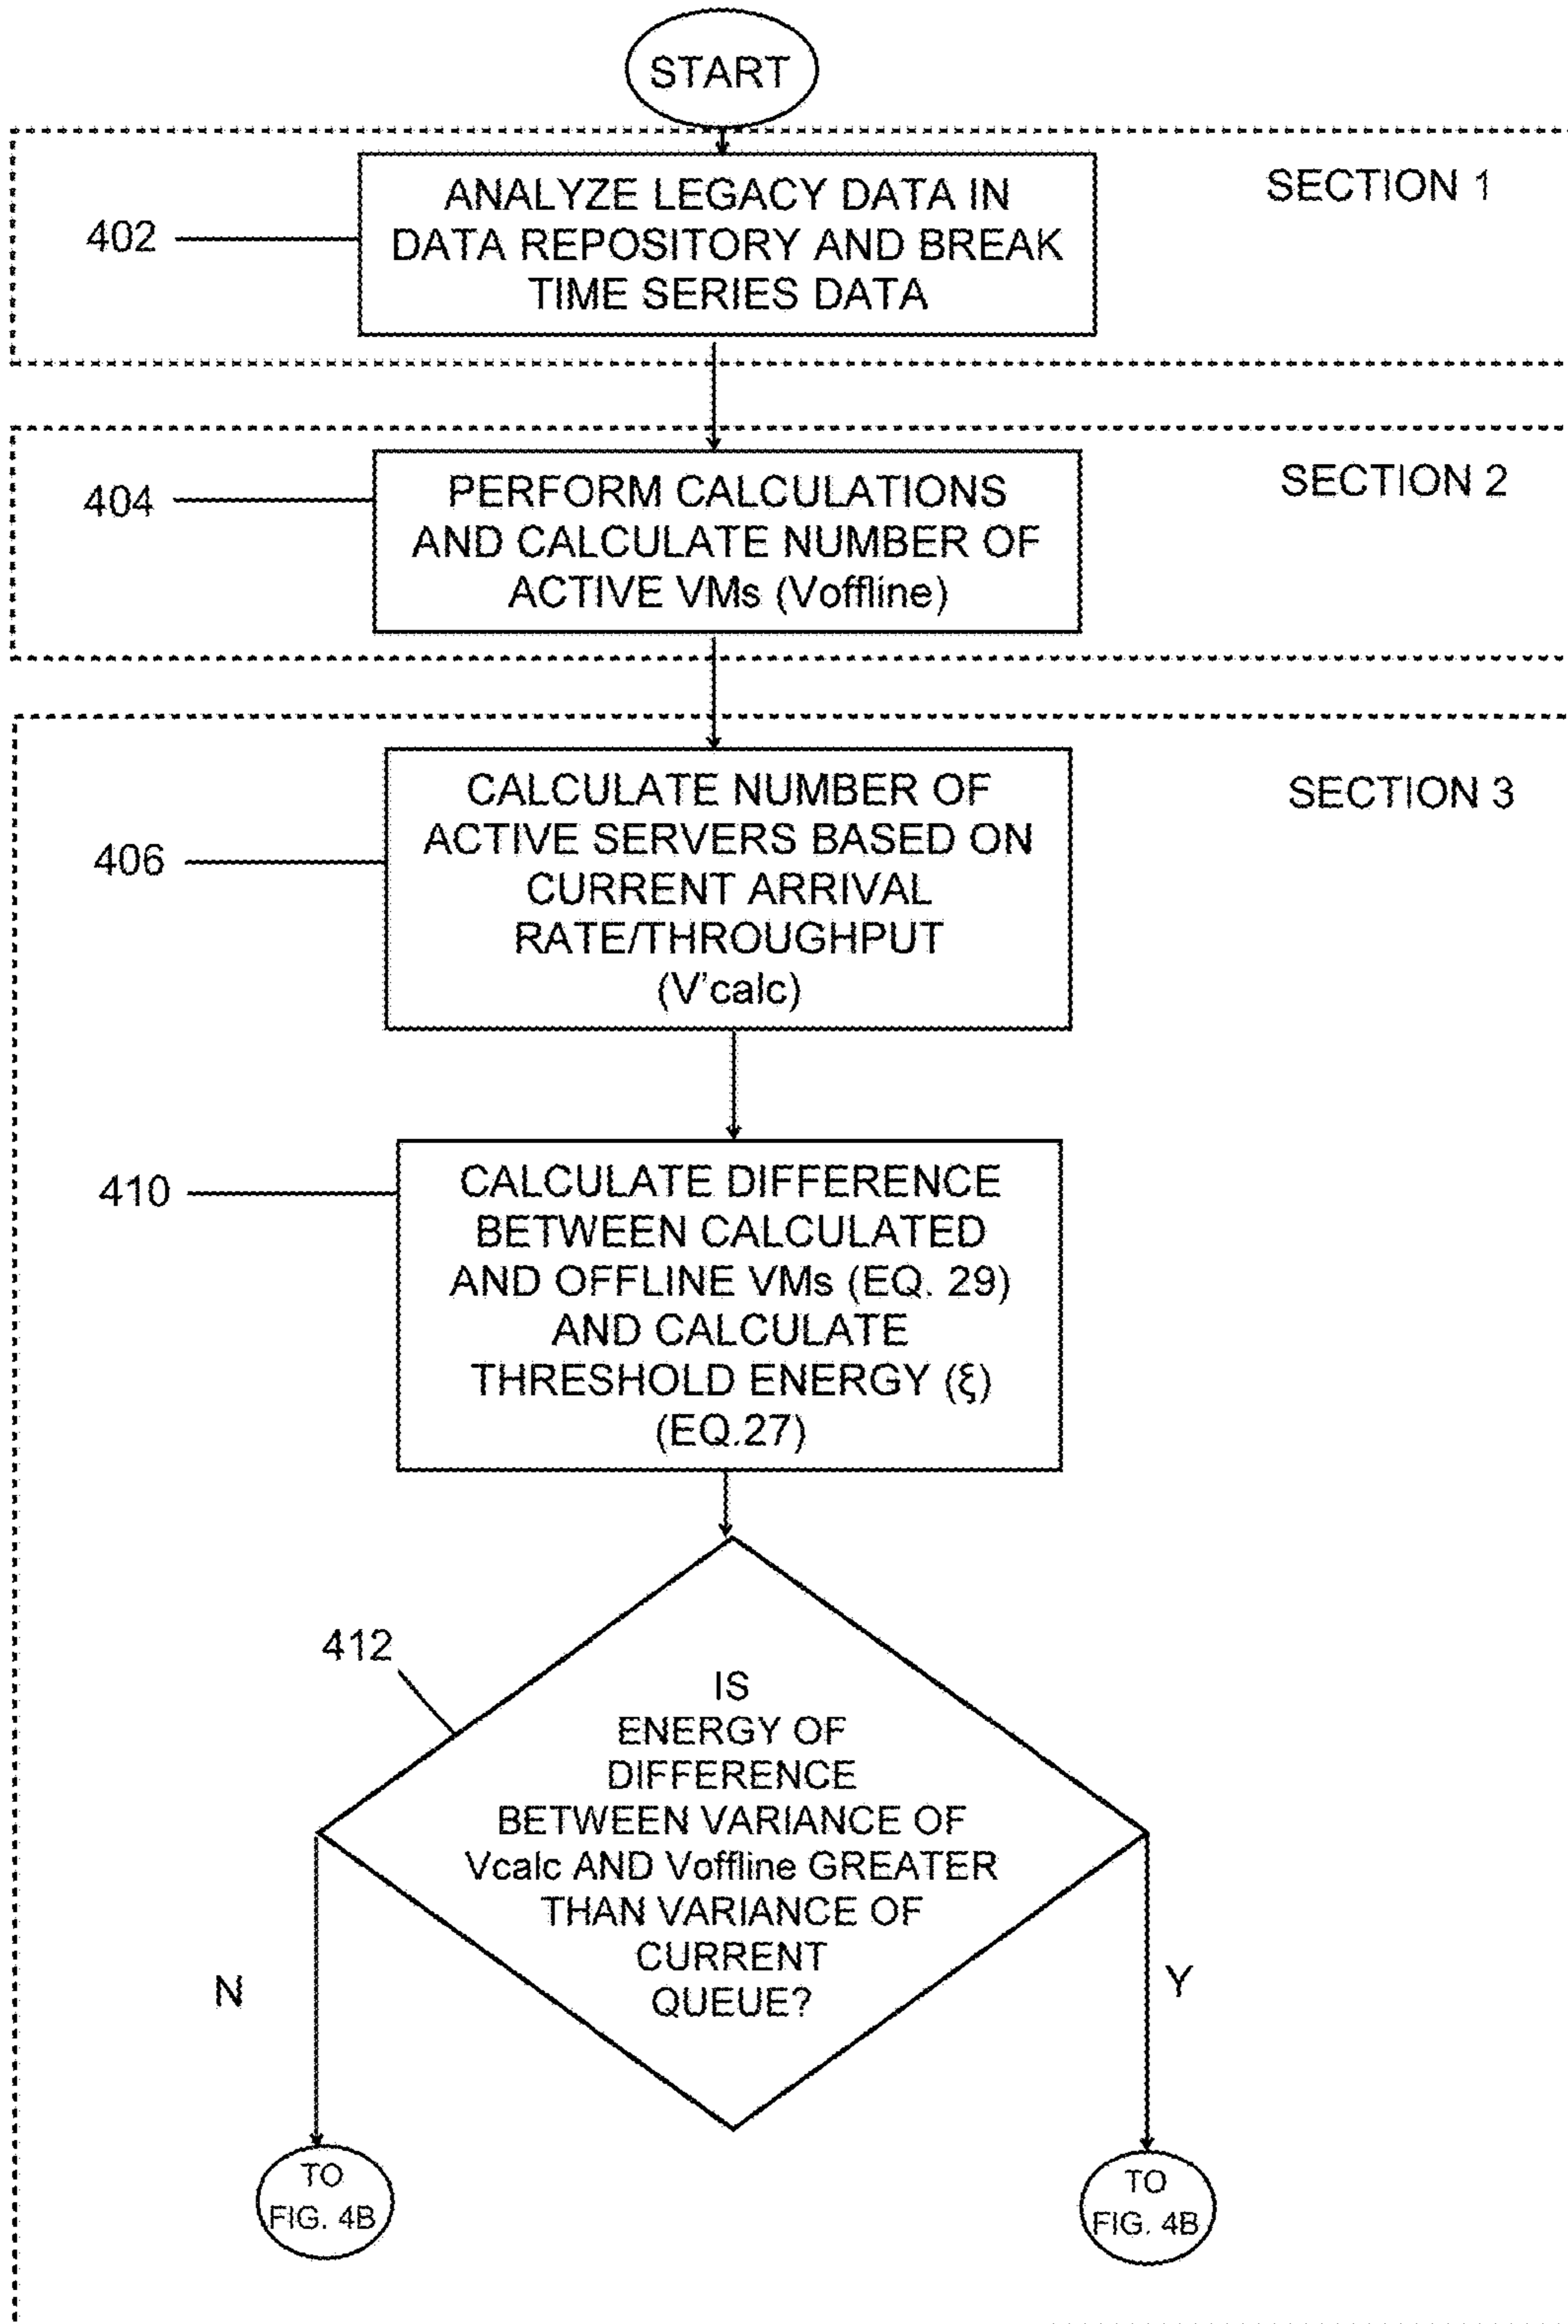 START
SECTION 1
402
ANALYZE LEGACY DATA IN
DATA REPOSITORY AND BREAK
TIME SERIES DATA
SECTION 2
404
PERFORM CALCULATIONS
AND CALCULATE NUMBER OF
ACTIVE VMs (Voffline)
SECTION 3
406
CALCULATE NUMBER OF
ACTIVE SERVERS BASED ON
CURRENT ARRIVAL
RATE/THROUGHPUT
(V'calc)
410
CALCULATE DIFFERENCE
BETWEEN CALCULATED
AND OFFLINE VMs (EQ. 29)
AND CALCULATE
THRESHOLD ENERGY (ξ)
(EQ.27)
412
IS
ENERGY OF
DIFFERENCE
BETWEEN VARIANCE OF
Vcalc AND Voffline GREATER
THAN VARIANCE OF
CURRENT
QUEUE?
N
Y
TO
FIG. 4B
TO
FIG. 4B